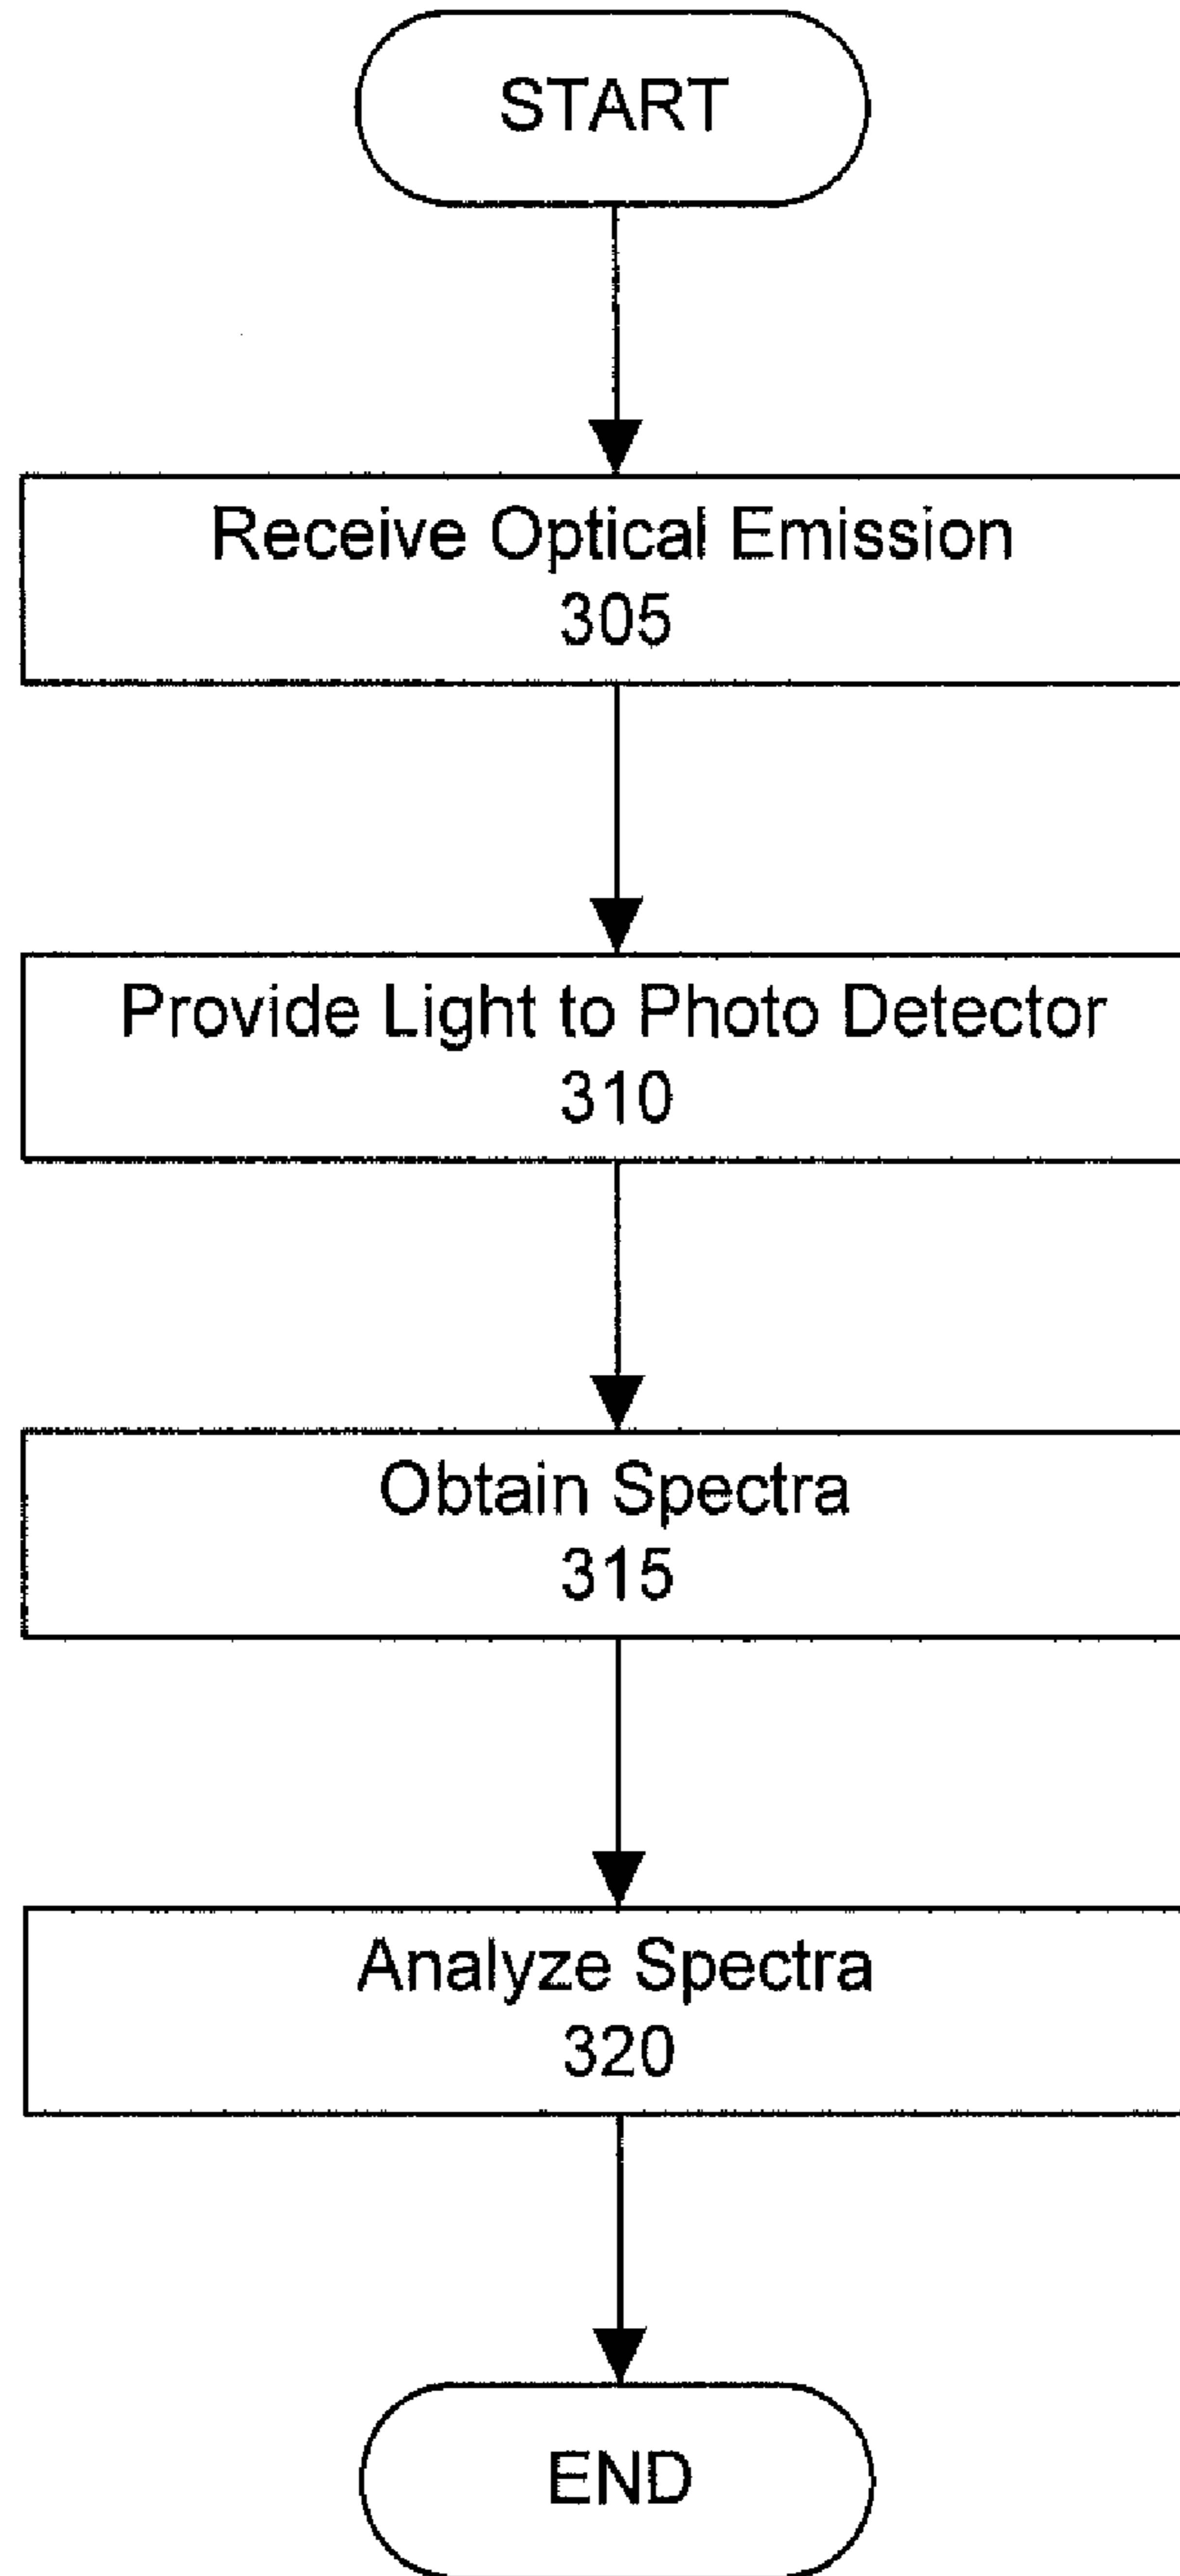 START
Receive Optical Emission
305
Provide Light to Photo Detector
310
Obtain Spectra
315
Analyze Spectra
320
END